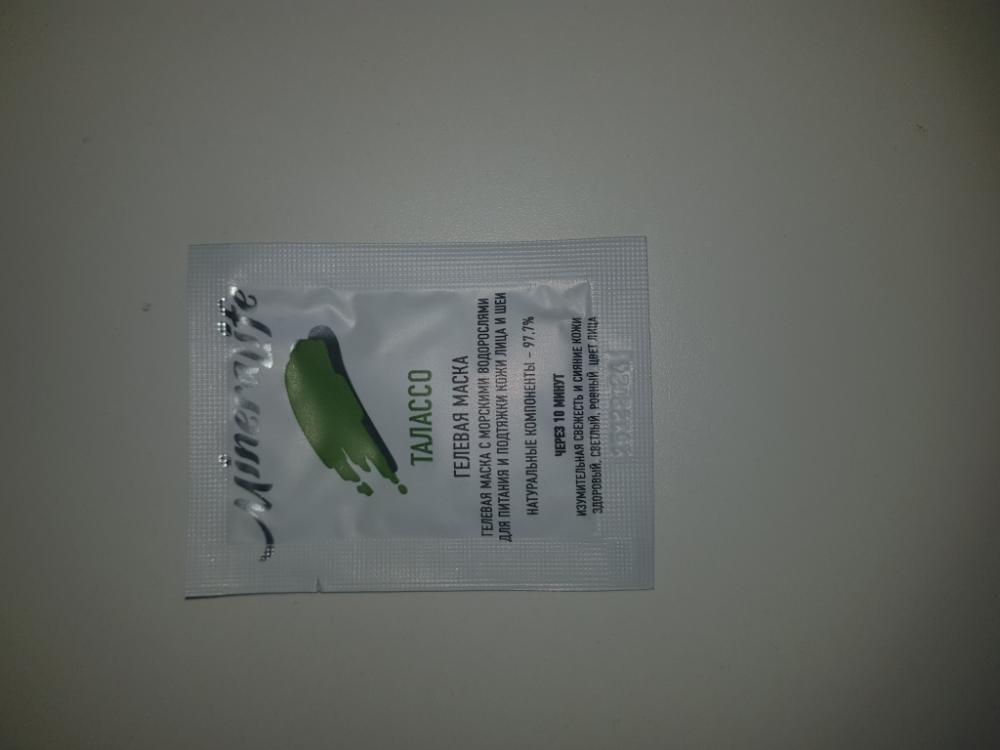 Mineralife
ТАЛАССО
ГЕЛЕВАЯ МАСКА
ГЕЛЕВАЯ МАСКА С МОРСКИМИ ВОДОРОСЛЯМИ
ДЛЯ ПИТАНИЯ И ПОДТЯЖКИ КОЖИ ЛИЦА И ШЕИ
НАТУРАЛЬНЫЕ КОМПОНЕНТЫ – 97,7%
ЧЕРЕЗ 10 МИНУТ
ИЗУМИТЕЛЬНАЯ СВЕЖЕСТЬ И СИЯНИЕ КОЖИ
ЗДОРОВЫЙ, СВЕТЛЫЙ, РОВНЫЙ ЦВЕТ ЛИЦА